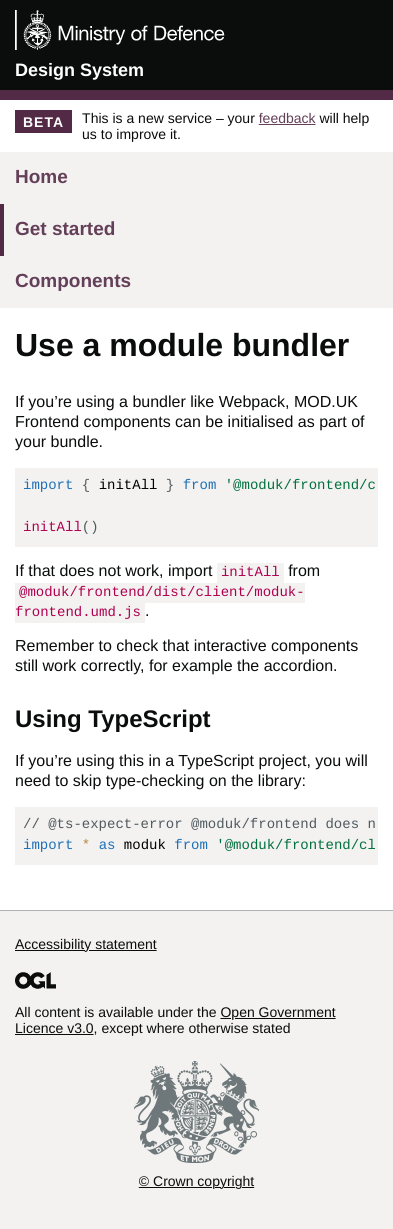 Ministry of Defence
Design System
BETA
This is a new service – your feedback will help
us to improve it.
Home
Get started
Components
Use a module bundler
If you’re using a bundler like Webpack, MOD.UK
Frontend components can be initialised as part of
your bundle.
import { initAll } from '@moduk/frontend/c
initAll()
If that does not work, import initAll from
@moduk/frontend/dist/client/moduk-
frontend.umd.js.
Remember to check that interactive components
still work correctly, for example the accordion.
Using TypeScript
If you’re using this in a TypeScript project, you will
need to skip type-checking on the library:
// @ts-expect-error @moduk/frontend does n
import * as moduk from '@moduk/frontend/cl
Accessibility statement
OGL
All content is available under the Open Government
Licence v3.0, except where otherwise stated
DIEU ET MON DROIT
© Crown copyright